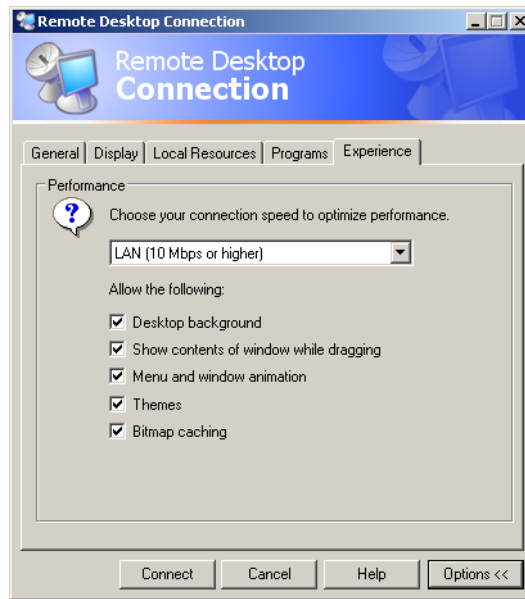 Remote Desktop Connection
Remote Desktop
Connection
General Display Local Resources Programs Experience
Performance
?
Choose your connection speed to optimize performance.
LAN (10 Mbps or higher)
Allow the following:
Desktop background
Show contents of window while dragging
Menu and window animation
Themes
Bitmap caching
Connect Cancel Help Options <<